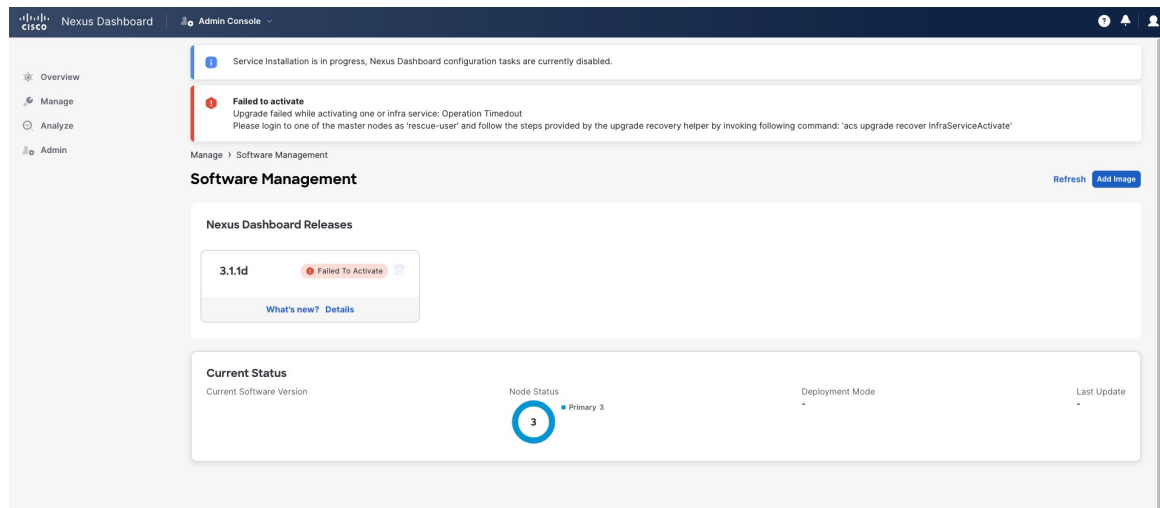 CISCO
Nexus Dashboard
Admin Console
Service Installation is in progress, Nexus Dashboard configuration tasks are currently disabled.
Overview
Manage
Analyze
Admin
Failed to activate
Upgrade failed while activating one or infra service: Operation Timedout
Please login to one of the master nodes as 'rescue-user' and follow the steps provided by the upgrade recovery helper by invoking following command: 'acs upgrade recover InfraServiceActivate'
Manage > Software Management
Software Management
Refresh
Add Image
Nexus Dashboard Releases
3.1.1d
Failed To Activate
What's new? Details
Current Status
Current Software Version
Node Status
3
Primary 3
Deployment Mode
-
Last Update
-